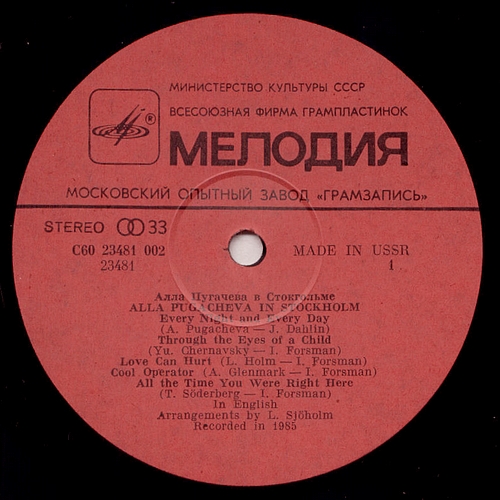 МИНИСТЕРСТВО КУЛЬТУРЫ СССР
ВСЕСОЮЗНАЯ ФИРМА ГРАМПЛАСТИНОК
®
МЕЛОДИЯ
МОСКОВСКИЙ ОПЫТНЫЙ ЗАВОД «ГРАМЗАПИСЬ»
STEREO 33
С60 23481 002
23481
MADE IN USSR
1
Алла Пугачева в Стокгольме
ALLA PUGACHEVA IN STOCKHOLM
Every Night and Every Day
(A. Pugacheva — J. Dahlin)
Through the Eyes of a Child
(Yu. Chernavsky — I. Forsman)
Love Can Hurt (L. Holm — I. Forsman)
Cool Operator (A. Glenmark — I. Forsman)
All the Time You Were Right Here
(T. Söderberg — I. Forsman)
In English
Arrangements by L. Sjöholm
Recorded in 1985